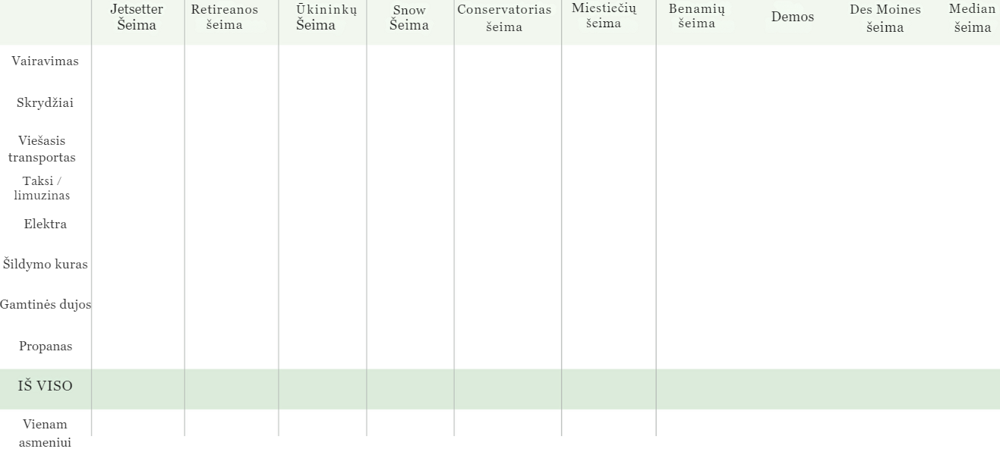 Jetsetter
Šeima
Retireanos
šeima
Ūkininkų
Šeima
Snow
Šeima
Conservatorias
šeima
Miestiečių
šeima
Benamių
šeima
Demos
Des Moines
šeima
Median
šeima
Vairavimas
Skrydžiai
Viešasis
transportas
Taksi /
limuzinas
Elektra
Šildymo kuras
Gamtinės dujos
Propanas
IŠ VISO
Vienam
asmeniui